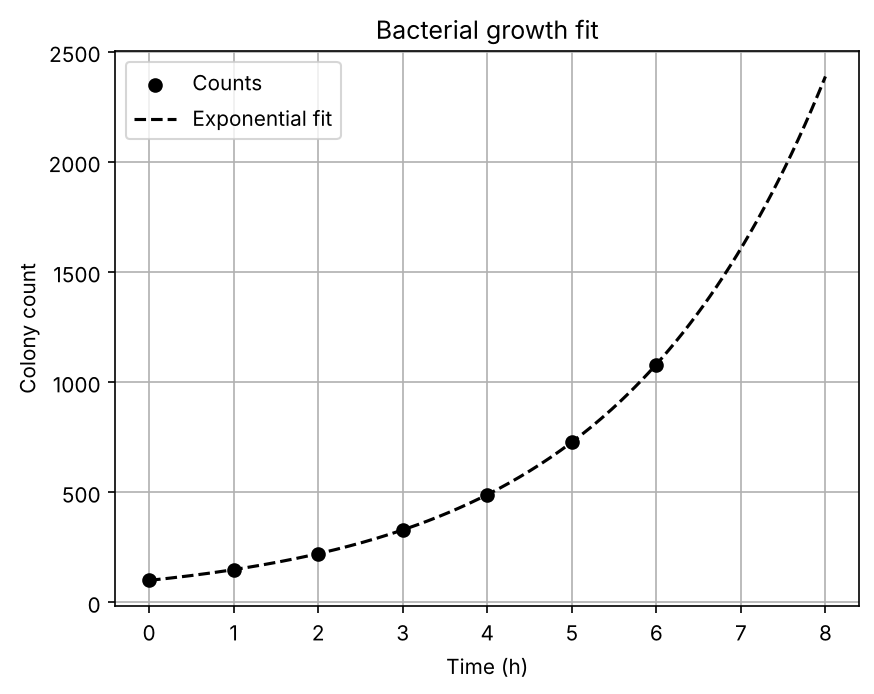 Bacterial growth fit
Counts
Exponential fit
2500
2000
1500
1000
500
0
Colony count
0 1 2 3 4 5 6 7 8
Time (h)